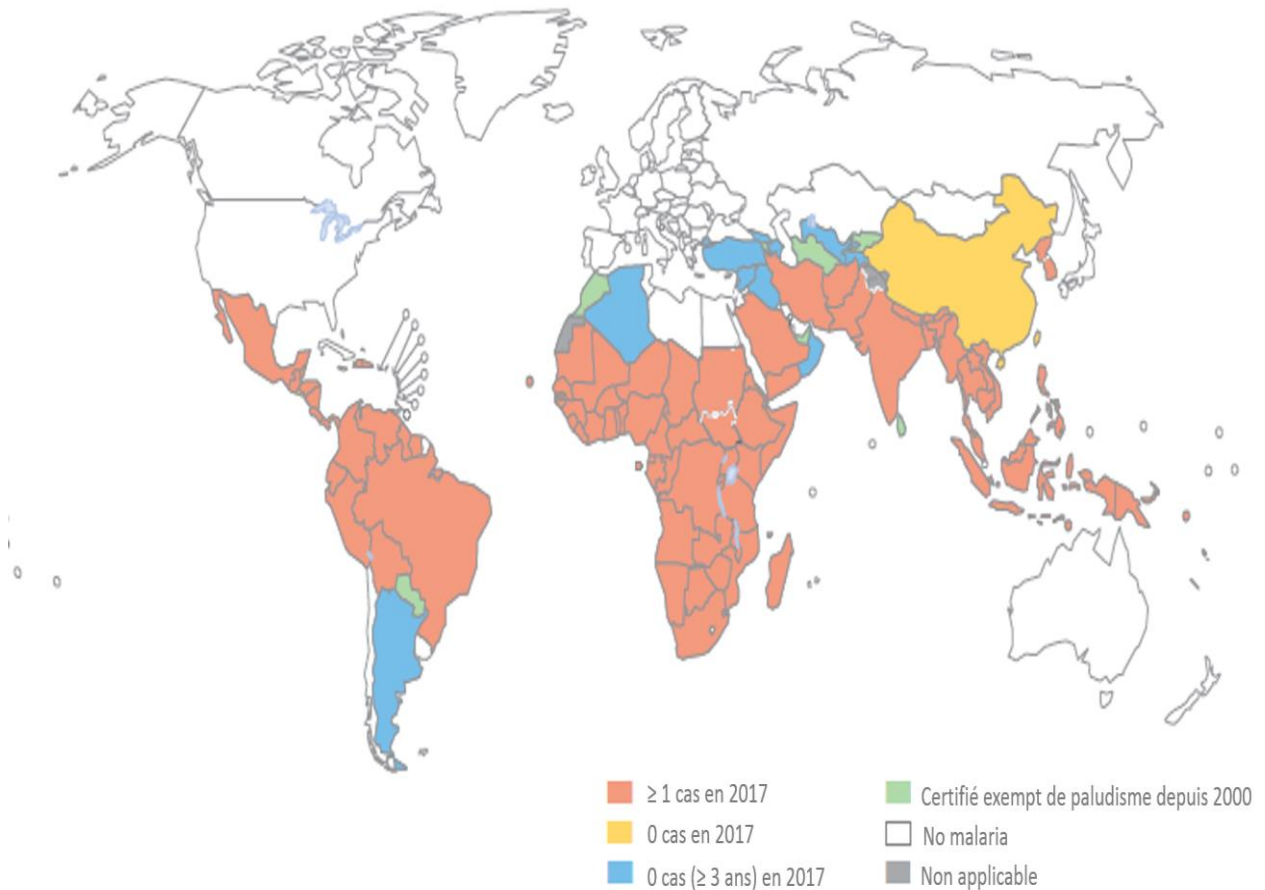 ≥ 1 cas en 2017
0 cas en 2017
0 cas (≥ 3 ans) en 2017
Certifié exempt de paludisme depuis 2000
No malaria
Non applicable